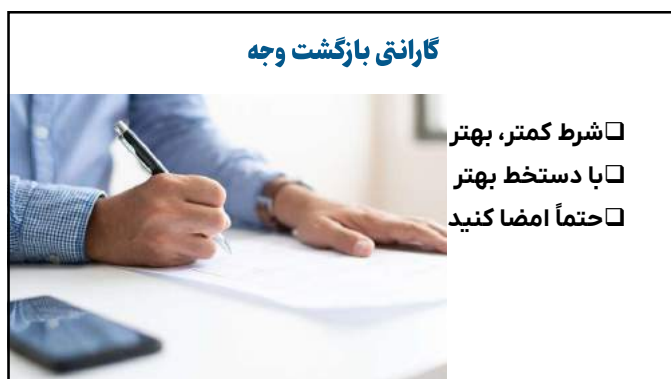 گارانتی بازگشت وجه
❑شرط کمتر، بهتر
❑با دستخط بهتر
❑حتماً امضا کنید